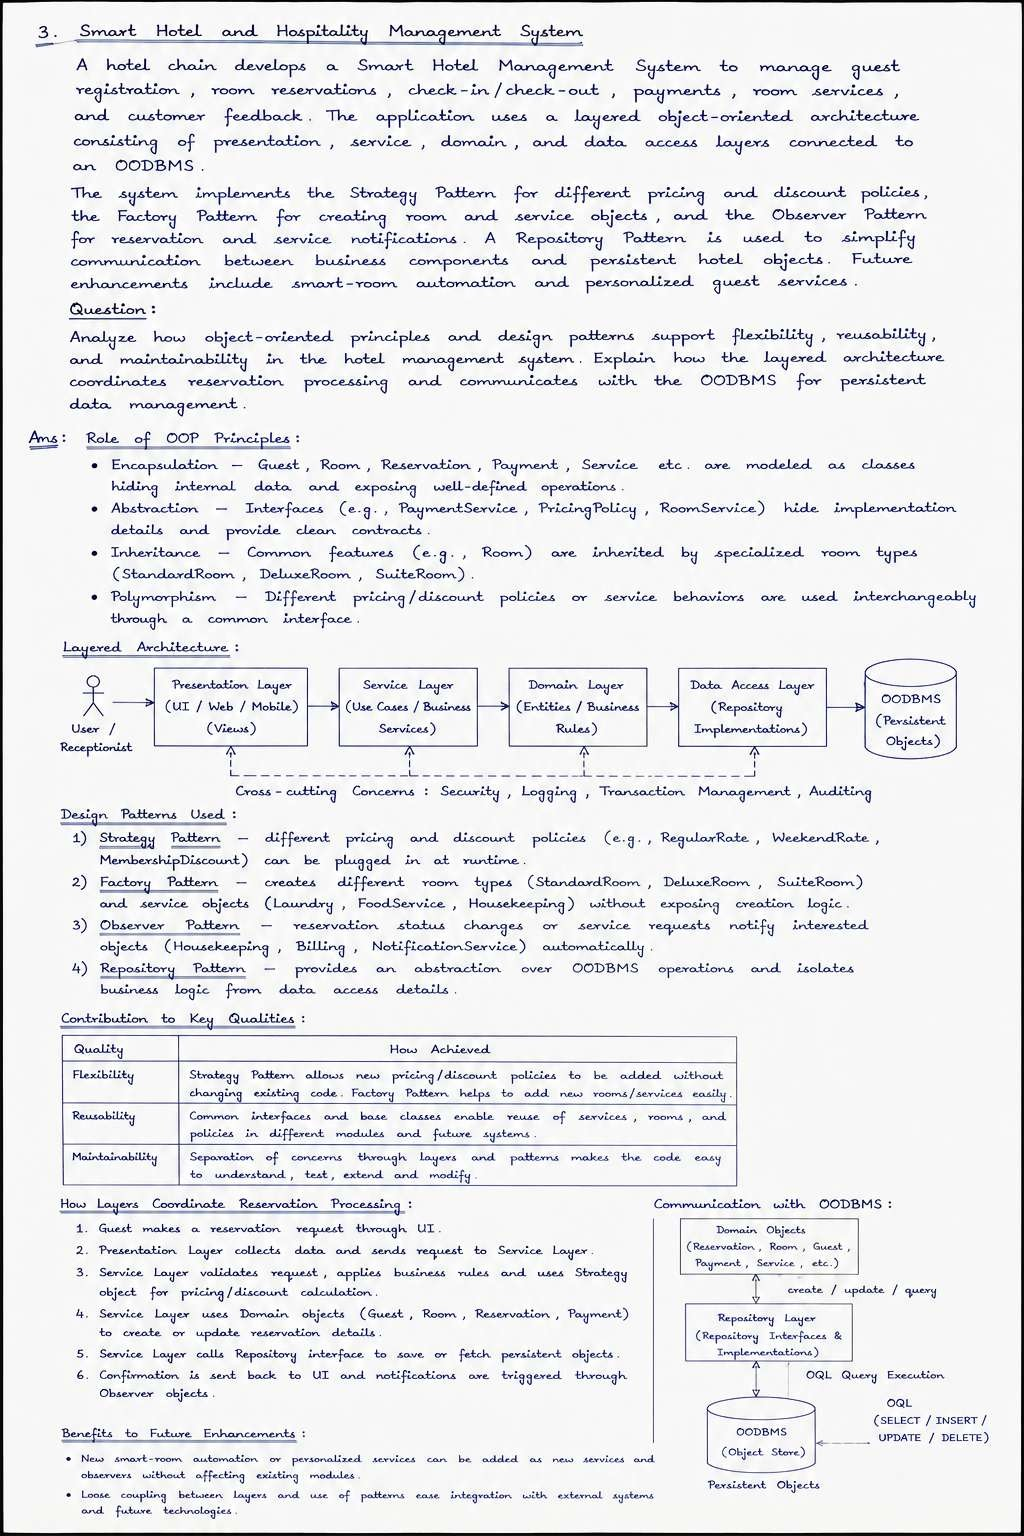 3. Smart Hotel and Hospitality Management System
A hotel chain develops a Smart Hotel Management System to manage guest
registration, room reservations, check-in/check-out, payments, room services,
and customer feedback. The application uses a layered object-oriented architecture
consisting of presentation, service, domain, and data access layers connected to
an OODBMS.
The system implements the Strategy Pattern for different pricing and discount policies,
the Factory Pattern for creating room and service objects, and the Observer Pattern
for reservation and service notifications. A Repository Pattern is used to simplify
communication between business components and persistent hotel objects. Future
enhancements include smart-room automation and personalized guest services.
Question:
Analyze how object-oriented principles and design patterns support flexibility, reusability,
and maintainability in the hotel management system. Explain how the layered architecture
coordinates reservation processing and communicates with the OODBMS for persistent
data management.
Ans: Role of OOP Principles:
• Encapsulation – Guest, Room, Reservation, Payment, Service etc. are modeled as classes
hiding internal data and exposing well-defined operations.
• Abstraction – Interfaces (e.g., PaymentService, PricingPolicy, RoomService) hide implementation
details and provide clean contracts.
• Inheritance – Common features (e.g., Room) are inherited by specialized room types
(StandardRoom, DeluxeRoom, SuiteRoom).
• Polymorphism – Different pricing/discount policies or service behaviors are used interchangeably
through a common interface.
Layered Architecture:
User /
Receptionist
Presentation Layer
(UI / Web / Mobile)
(Views)
Service Layer
(Use Cases / Business
Services)
Domain Layer
(Entities / Business
Rules)
Data Access Layer
(Repository
Implementations)
OODBMS
(Persistent
Objects)
Cross-cutting Concerns: Security, Logging, Transaction Management, Auditing
Design Patterns Used:
1) Strategy Pattern – different pricing and discount policies (e.g., RegularRate, WeekendRate,
MembershipDiscount) can be plugged in at runtime.
2) Factory Pattern – creates different room types (StandardRoom, DeluxeRoom, SuiteRoom)
and service objects (Laundry, FoodService, Housekeeping) without exposing creation logic.
3) Observer Pattern – reservation status changes or service requests notify interested
objects (Housekeeping, Billing, NotificationService) automatically.
4) Repository Pattern – provides an abstraction over OODBMS operations and isolates
business logic from data access details.
Contribution to Key Qualities:
Quality How Achieved
Flexibility Strategy Pattern allows new pricing/discount policies to be added without
changing existing code. Factory Pattern helps to add new rooms/services easily.
Reusability Common interfaces and base classes enable reuse of services, rooms, and
policies in different modules and future systems.
Maintainability Separation of concerns through layers and patterns makes the code easy
to understand, test, extend and modify.
How Layers Coordinate Reservation Processing:
1. Guest makes a reservation request through UI.
2. Presentation Layer collects data and sends request to Service Layer.
3. Service Layer validates request, applies business rules and uses Strategy
object for pricing/discount calculation.
4. Service Layer uses Domain objects (Guest, Room, Reservation, Payment)
to create or update reservation details.
5. Service Layer calls Repository interface to save or fetch persistent objects.
6. Confirmation is sent back to UI and notifications are triggered through
Observer objects.
Benefits to Future Enhancements:
• New smart-room automation or personalized services can be added as new services and
observers without affecting existing modules.
• Loose coupling between layers and use of patterns ease integration with external systems
and future technologies.
Communication with OODBMS:
Domain Objects
(Reservation, Room, Guest,
Payment, Service, etc.)
create / update / query
Repository Layer
(Repository Interfaces &
Implementations)
OQL Query Execution
OQL
(SELECT / INSERT /
UPDATE / DELETE)
OODBMS
(Object Store)
Persistent Objects